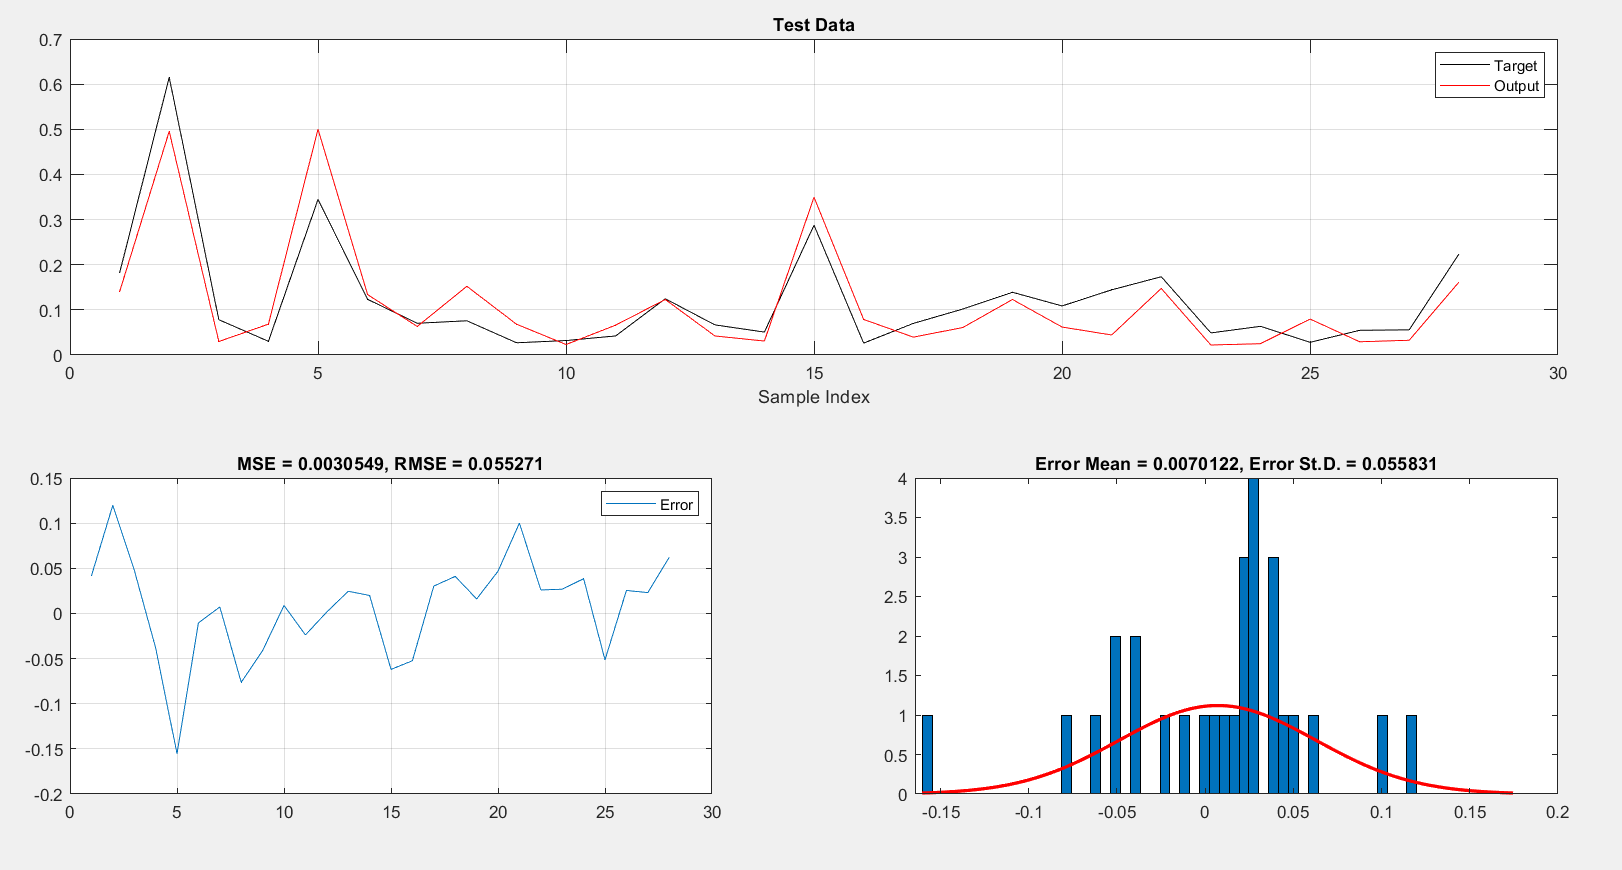 Test Data
0.7
0.6
0.5
0.4
0.3
0.2
0.1
0
Target
Output
0 5 10 15 20 25 30
Sample Index
MSE = 0.0030549, RMSE = 0.055271
0.15
0.1
0.05
0
-0.05
-0.1
-0.15
-0.2
Error
0 5 10 15 20 25 30
Error Mean = 0.0070122, Error St.D. = 0.055831
4
3.5
3
2.5
2
1.5
1
0.5
0
-0.15 -0.1 -0.05 0 0.05 0.1 0.15 0.2